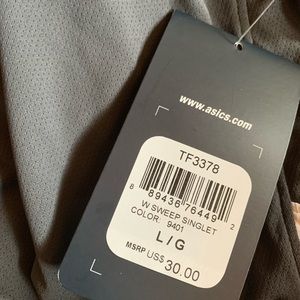 www.asics.com
TF3378
8 89436 76449 2
W SWEEP SINGLET
COLOR: 9401
L / G
MSRP US$ 30.00